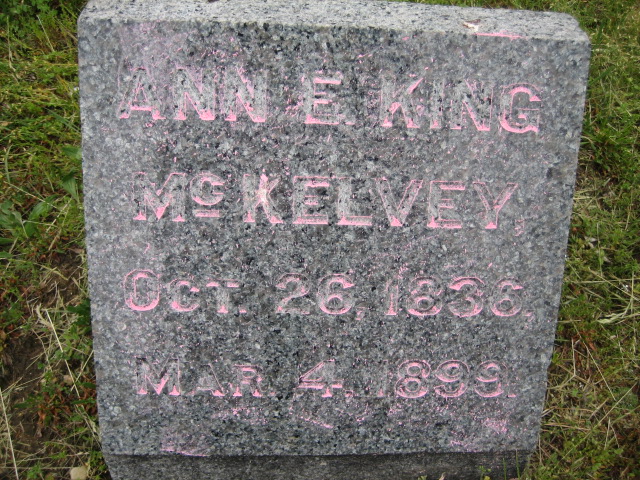 ANN E. KING
McKELVEY,
OCT. 26, 1838.
MAR. 4, 1899.